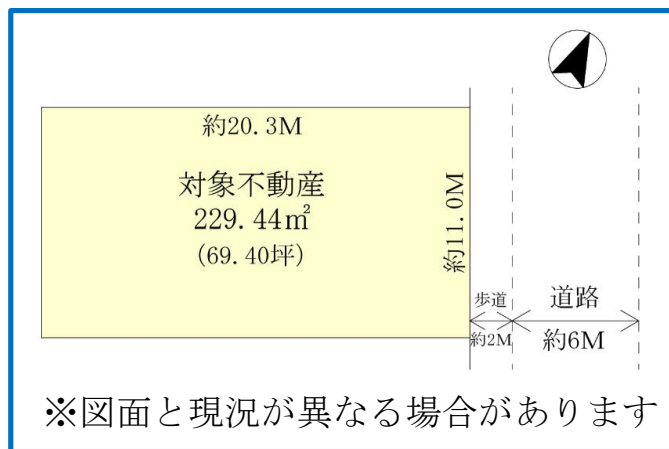 約20.3M
対象不動産
229.44㎡
(69.40坪)
約11.0M
歩道
道路
約2M
約6M
※図面と現況が異なる場合があります